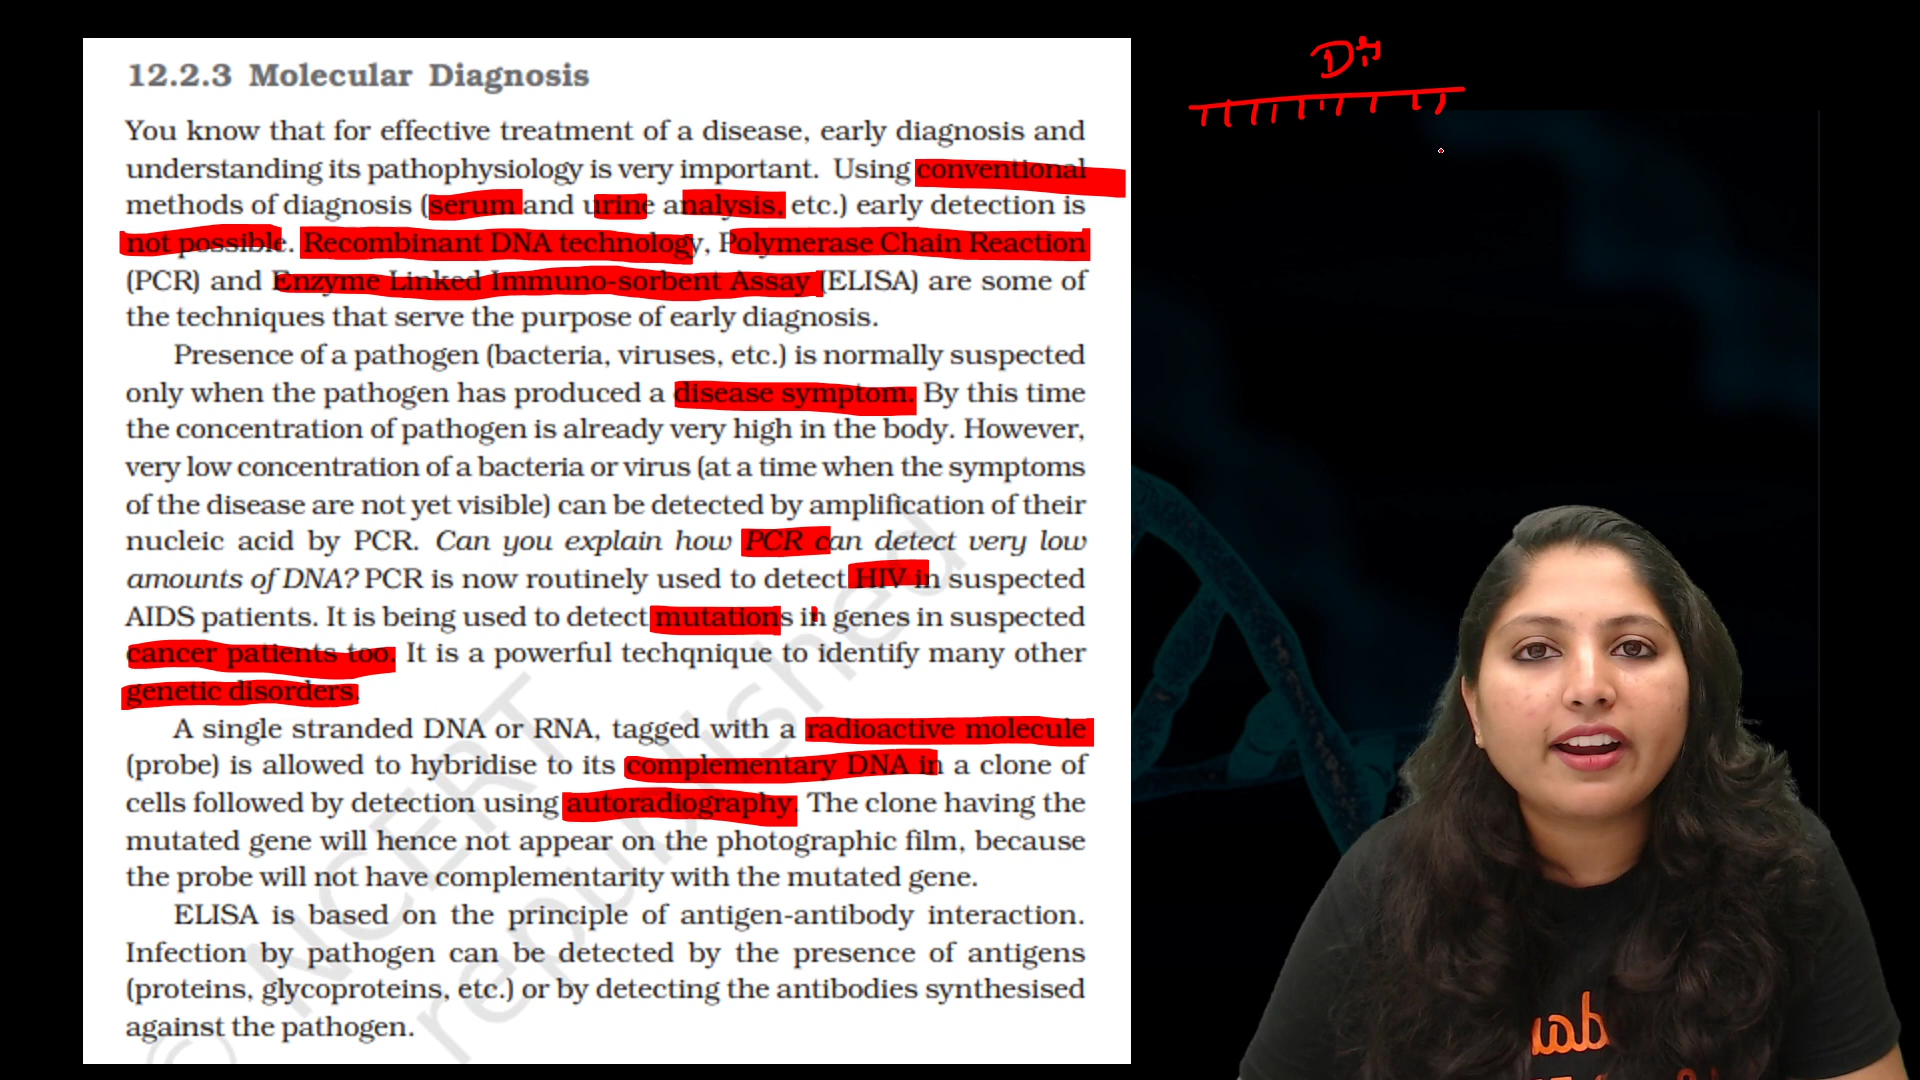 12.2.3 Molecular Diagnosis
You know that for effective treatment of a disease, early diagnosis and
understanding its pathophysiology is very important. Using conventional
methods of diagnosis (serum and urine analysis, etc.) early detection is
not possible. Recombinant DNA technology, Polymerase Chain Reaction
(PCR) and Enzyme Linked Immuno-sorbent Assay (ELISA) are some of
the techniques that serve the purpose of early diagnosis.
Presence of a pathogen (bacteria, viruses, etc.) is normally suspected
only when the pathogen has produced a disease symptom. By this time
the concentration of pathogen is already very high in the body. However,
very low concentration of a bacteria or virus (at a time when the symptoms
of the disease are not yet visible) can be detected by amplification of their
nucleic acid by PCR. Can you explain how PCR can detect very low
amounts of DNA? PCR is now routinely used to detect HIV in suspected
AIDS patients. It is being used to detect mutations in genes in suspected
cancer patients too. It is a powerful techqnique to identify many other
genetic disorders.
A single stranded DNA or RNA, tagged with a radioactive molecule
(probe) is allowed to hybridise to its complementary DNA in a clone of
cells followed by detection using autoradiography. The clone having the
mutated gene will hence not appear on the photographic film, because
the probe will not have complementarity with the mutated gene.
ELISA is based on the principle of antigen-antibody interaction.
Infection by pathogen can be detected by the presence of antigens
(proteins, glycoproteins, etc.) or by detecting the antibodies synthesised
against the pathogen.
© NCERT
republished